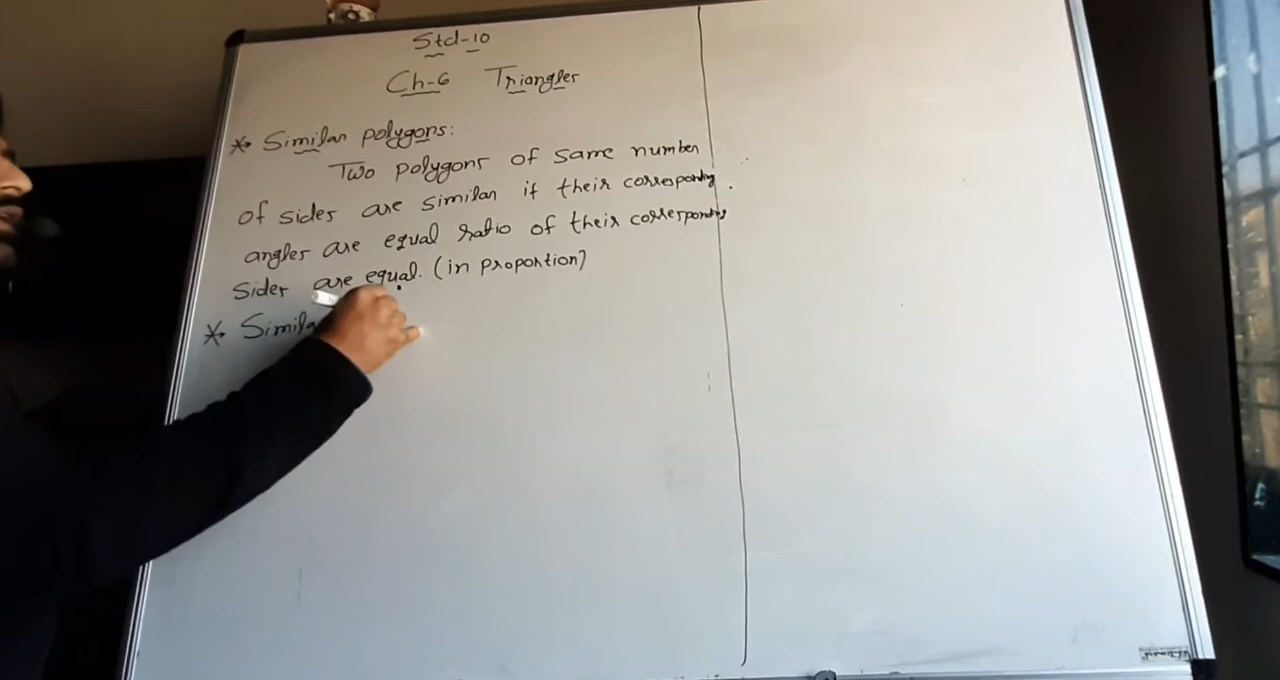 Std-10
Ch-6 Triangles
* Similar polygons:
Two polygons of same number
of sides are similar if their corresponding
angles are equal ratio of their corresponding
sides are equal. (in proportion)
* Simila